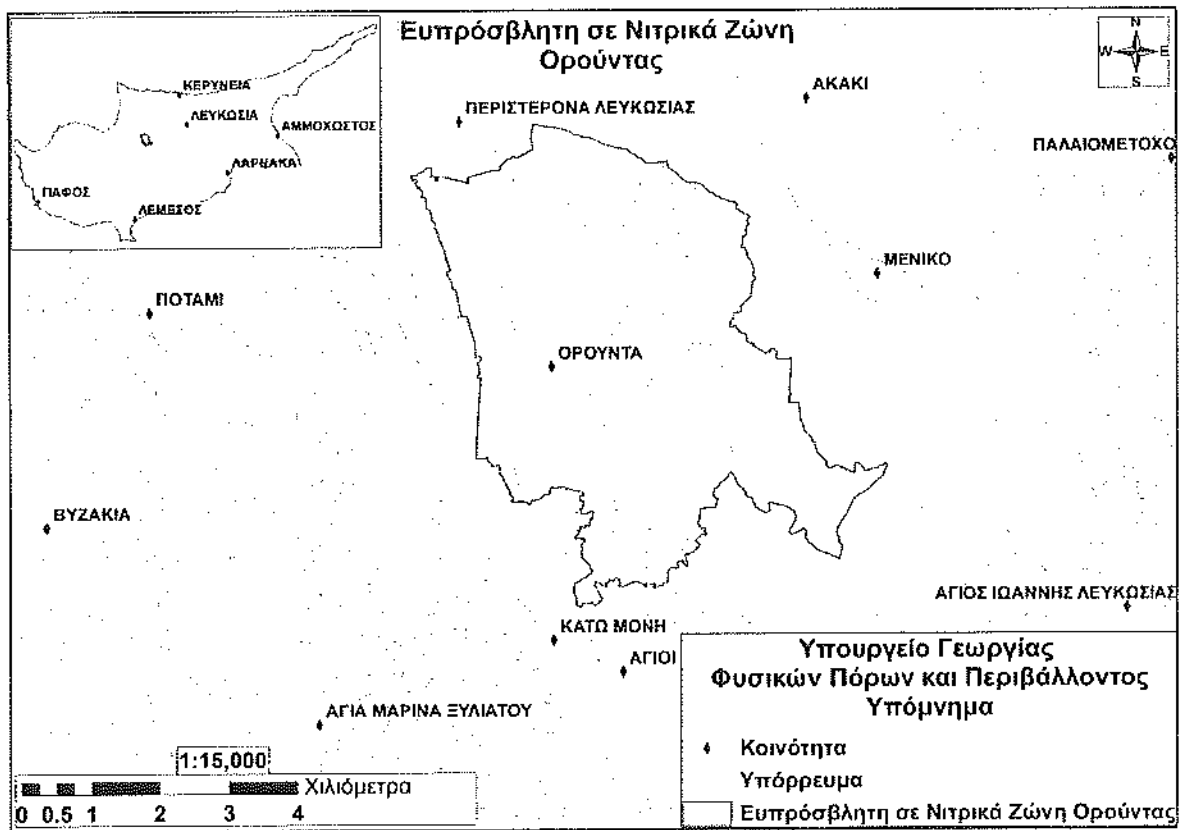 Ευπρόσβλητη σε Νιτρικά Ζώνη
Ορούντας
N
W E
S
ΚΕΡΥΝΕΙΑ
ΛΕΥΚΩΣΙΑ
ΑΜΜΟΧΩΣΤΟΣ
ΛΑΡΝΑΚΑ
ΠΑΦΟΣ
ΛΕΜΕΣΟΣ
ΠΕΡΙΣΤΕΡΟΝΑ ΛΕΥΚΩΣΙΑΣ
ΑΚΑΚΙ
ΠΑΛΑΙΟΜΕΤΟΧΟ
ΜΕΝΙΚΟ
ΠΟΤΑΜΙ
ΟΡΟΥΝΤΑ
ΒΥΖΑΚΙΑ
ΑΓΙΟΣ ΙΩΑΝΝΗΣ ΛΕΥΚΩΣΙΑΣ
ΚΑΤΩ ΜΟΝΗ
ΑΓΙΟΙ
ΑΓΙΑ ΜΑΡΙΝΑ ΞΥΛΙΑΤΟΥ
1:15,000
Χιλιόμετρα
0 0.5 1 2 3 4
Υπουργείο Γεωργίας
Φυσικών Πόρων και Περιβάλλοντος
Υπόμνημα
Κοινότητα
Υπόρρευμα
Ευπρόσβλητη σε Νιτρικά Ζώνη Ορούντας